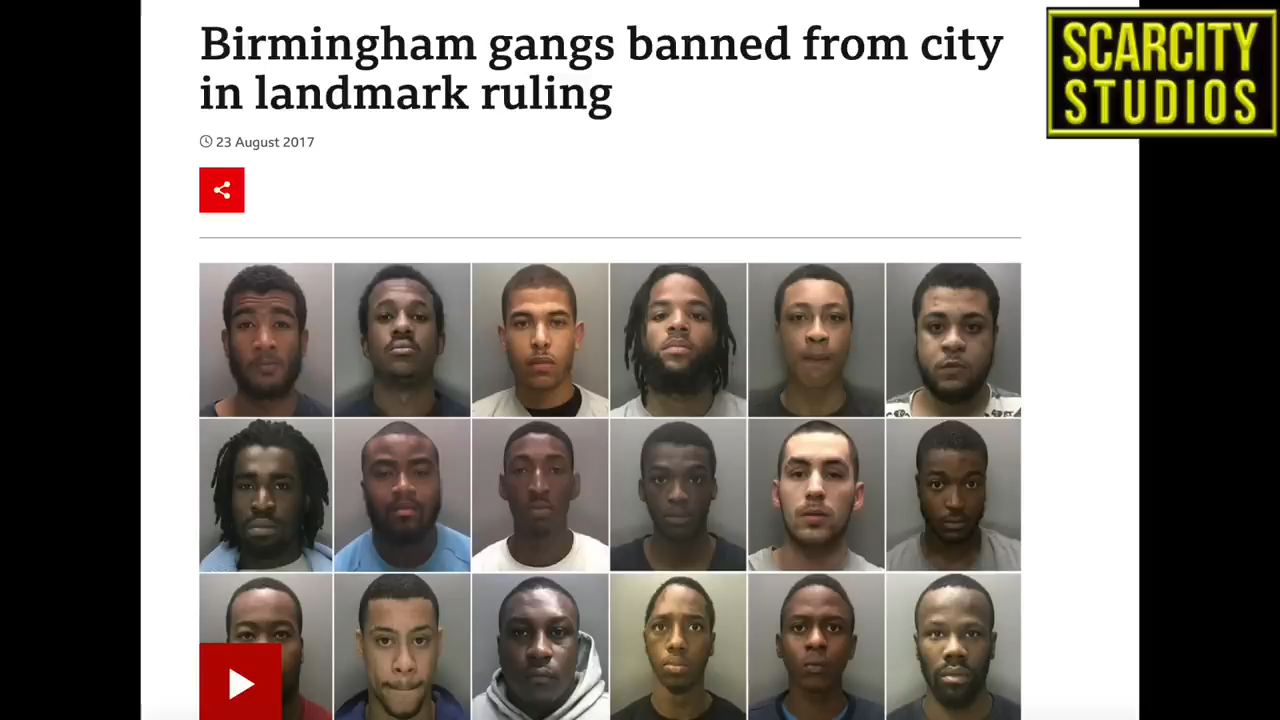 Birmingham gangs banned from city
in landmark ruling
23 August 2017
SCARCITY
STUDIOS